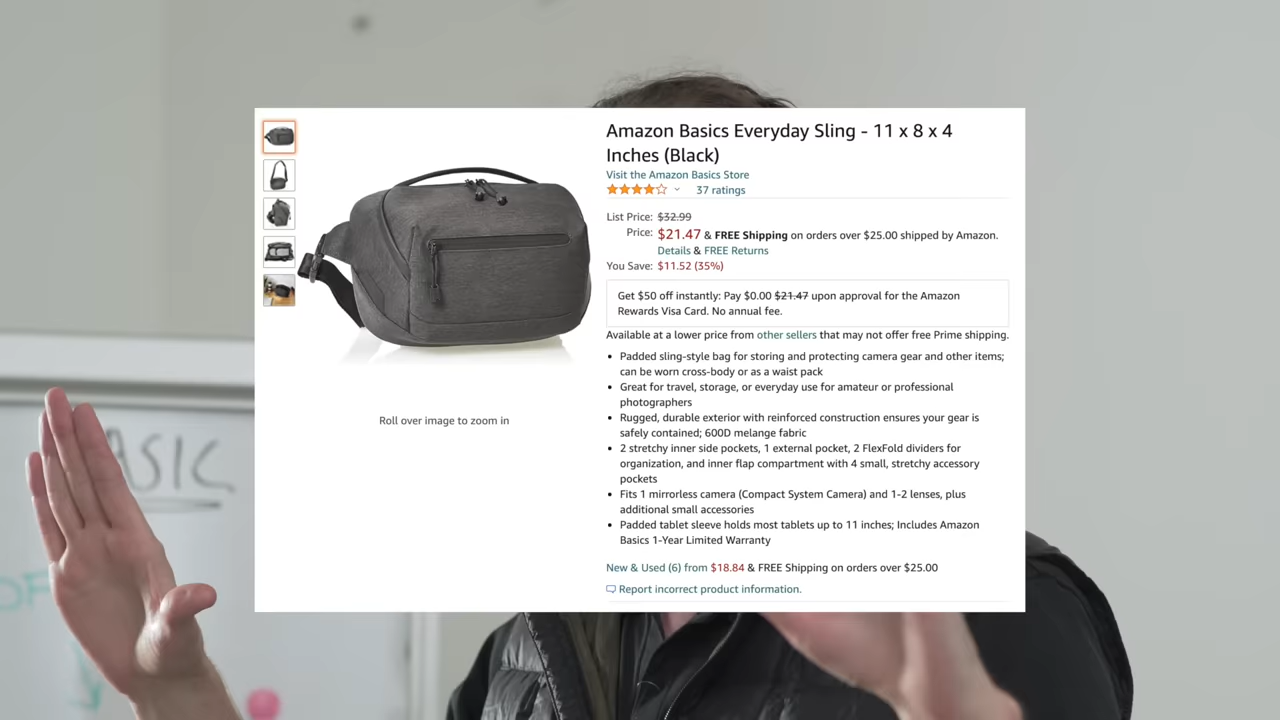 Amazon Basics Everyday Sling - 11 x 8 x 4
Inches (Black)
Visit the Amazon Basics Store
37 ratings
List Price: $32.99
Price: $21.47 & FREE Shipping on orders over $25.00 shipped by Amazon.
Details & FREE Returns
You Save: $11.52 (35%)
Get $50 off instantly: Pay $0.00 $21.47 upon approval for the Amazon
Rewards Visa Card. No annual fee.
Available at a lower price from other sellers that may not offer free Prime shipping.
• Padded sling-style bag for storing and protecting camera gear and other items;
can be worn cross-body or as a waist pack
• Great for travel, storage, or everyday use for amateur or professional
photographers
• Rugged, durable exterior with reinforced construction ensures your gear is
safely contained; 600D melange fabric
• 2 stretchy inner side pockets, 1 external pocket, 2 FlexFold dividers for
organization, and inner flap compartment with 4 small, stretchy accessory
pockets
• Fits 1 mirrorless camera (Compact System Camera) and 1-2 lenses, plus
additional small accessories
• Padded tablet sleeve holds most tablets up to 11 inches; Includes Amazon
Basics 1-Year Limited Warranty
New & Used (6) from $18.84 & FREE Shipping on orders over $25.00
Report incorrect product information.
Roll over image to zoom in
ASIC